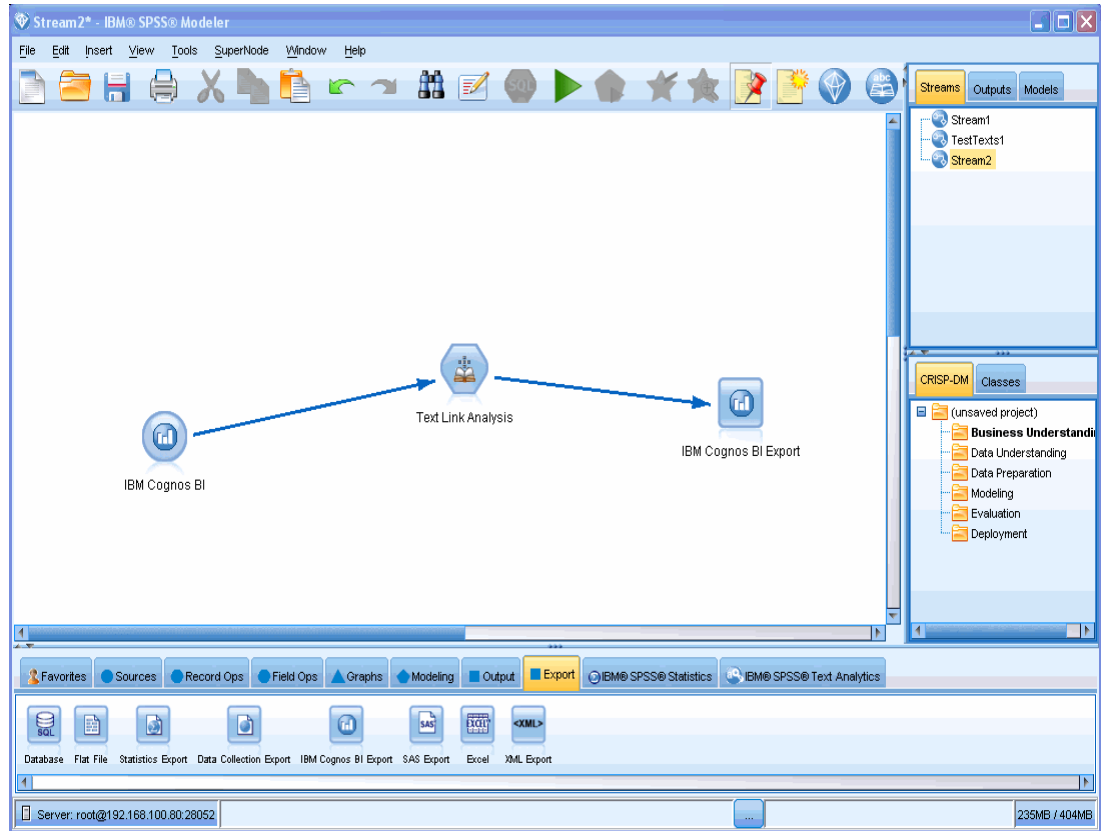 Stream2* - IBM® SPSS® Modeler
File Edit Insert View Tools SuperNode Window Help
SQL
abc
Streams Outputs Models
Stream1
TestTexts1
Stream2
Text Link Analysis
IBM Cognos BI
IBM Cognos BI Export
CRISP-DM Classes
(unsaved project)
Business Understandi
Data Understanding
Data Preparation
Modeling
Evaluation
Deployment
Favorites Sources Record Ops Field Ops Graphs Modeling Output Export IBM® SPSS® Statistics IBM® SPSS® Text Analytics
SQL SAS EXCEL <XML>
Database Flat File Statistics Export Data Collection Export IBM Cognos BI Export SAS Export Excel XML Export
Server: root@192.168.100.80:28052 ... 235MB / 404MB